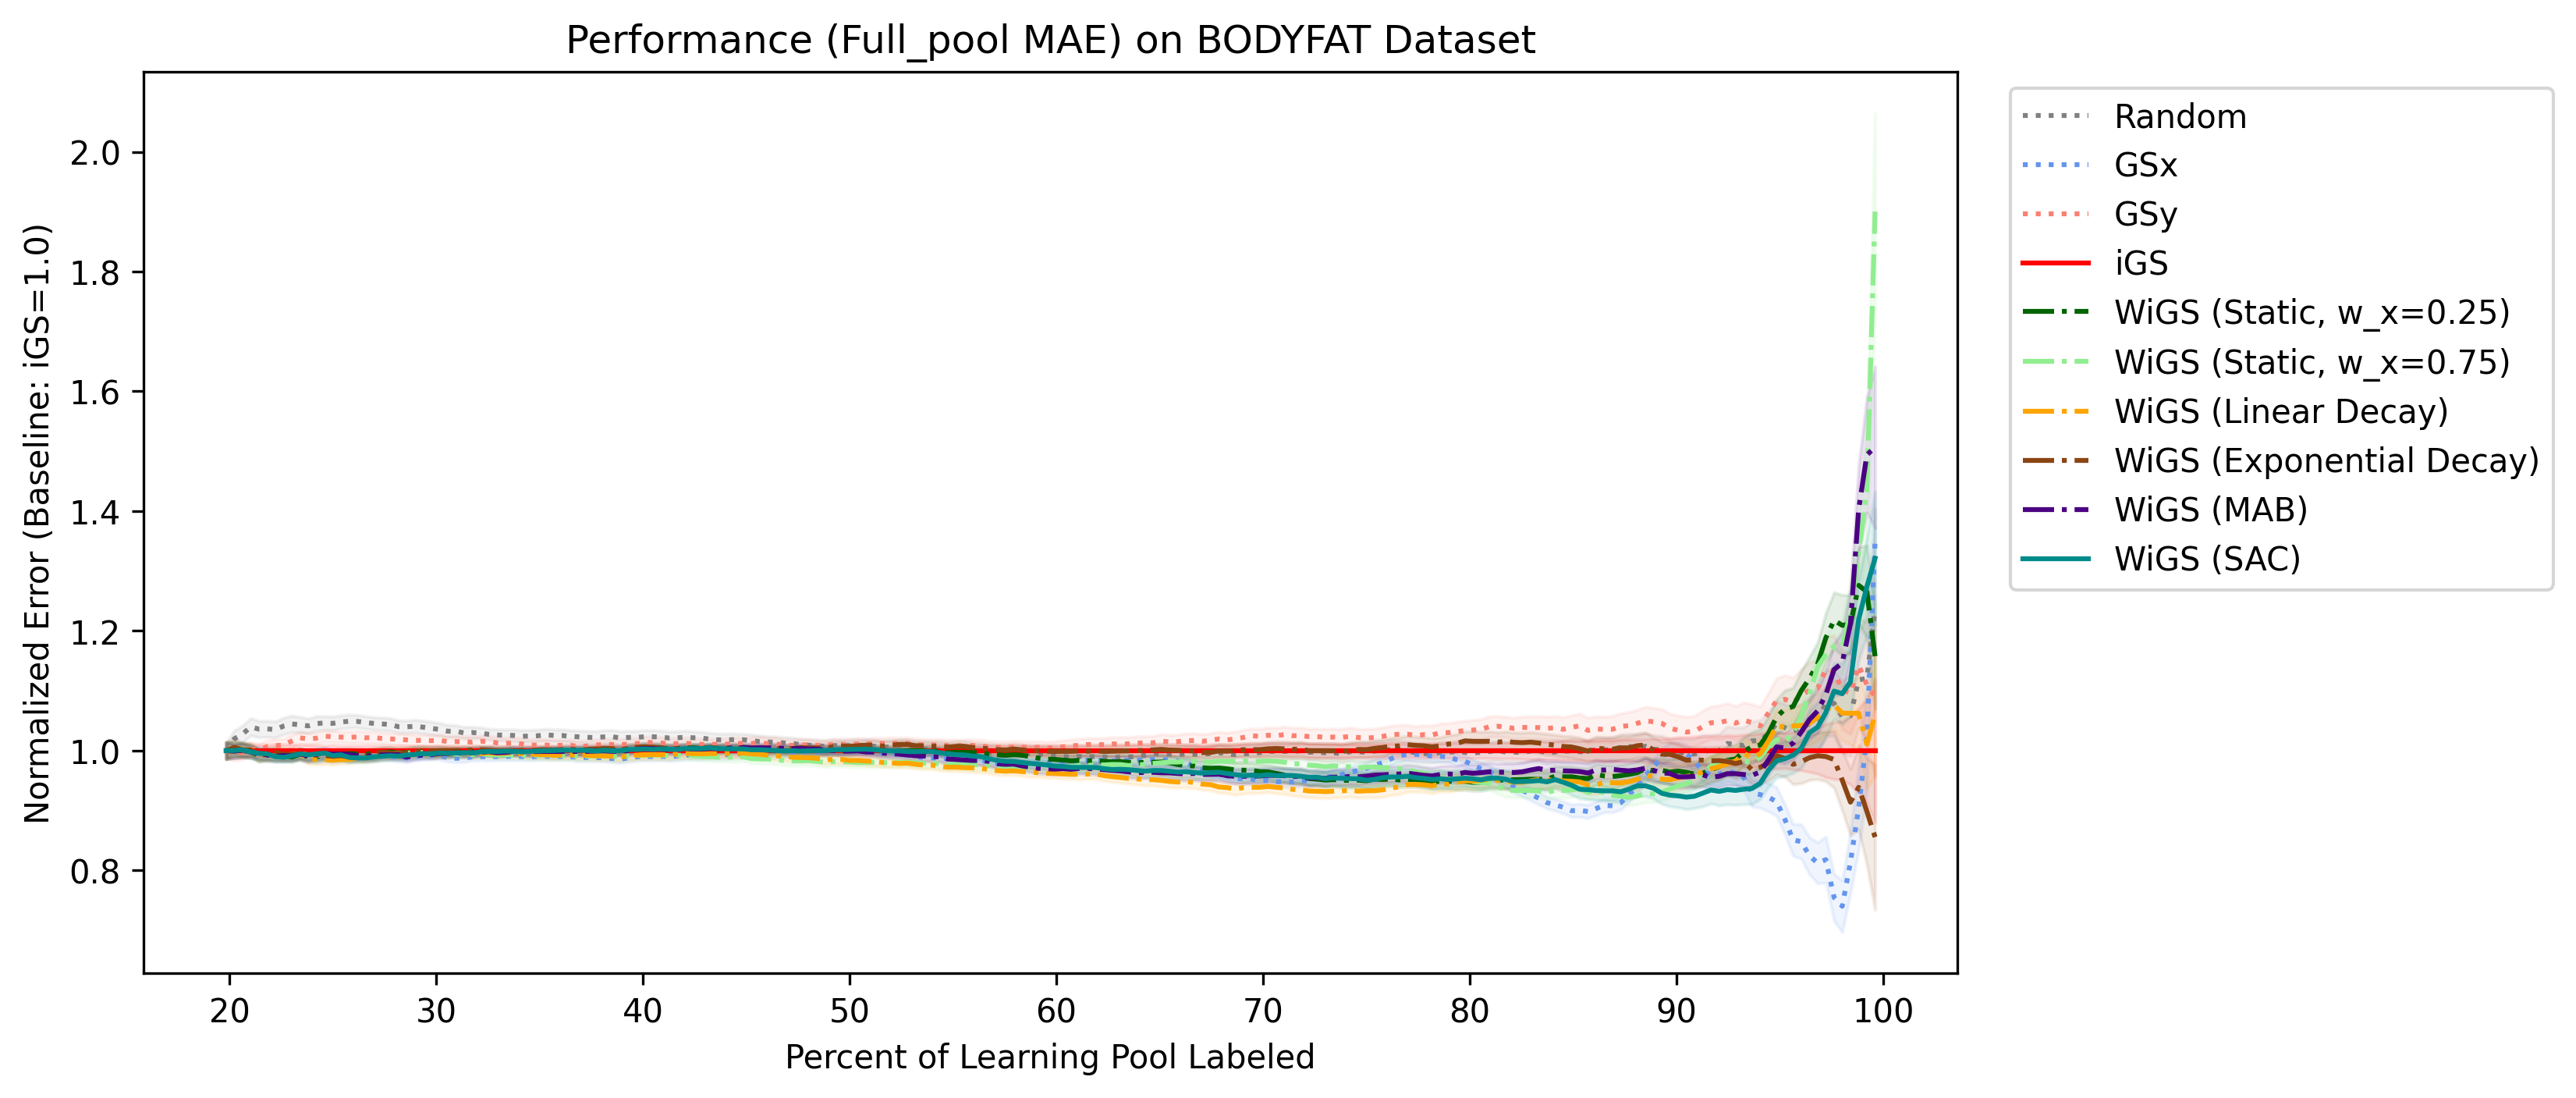 Performance (Full_pool MAE) on BODYFAT Dataset
Normalized Error (Baseline: iGS=1.0)
2.0
1.8
1.6
1.4
1.2
1.0
0.8
20 30 40 50 60 70 80 90 100
Percent of Learning Pool Labeled
Random
GSx
GSy
iGS
WiGS (Static, w_x=0.25)
WiGS (Static, w_x=0.75)
WiGS (Linear Decay)
WiGS (Exponential Decay)
WiGS (MAB)
WiGS (SAC)